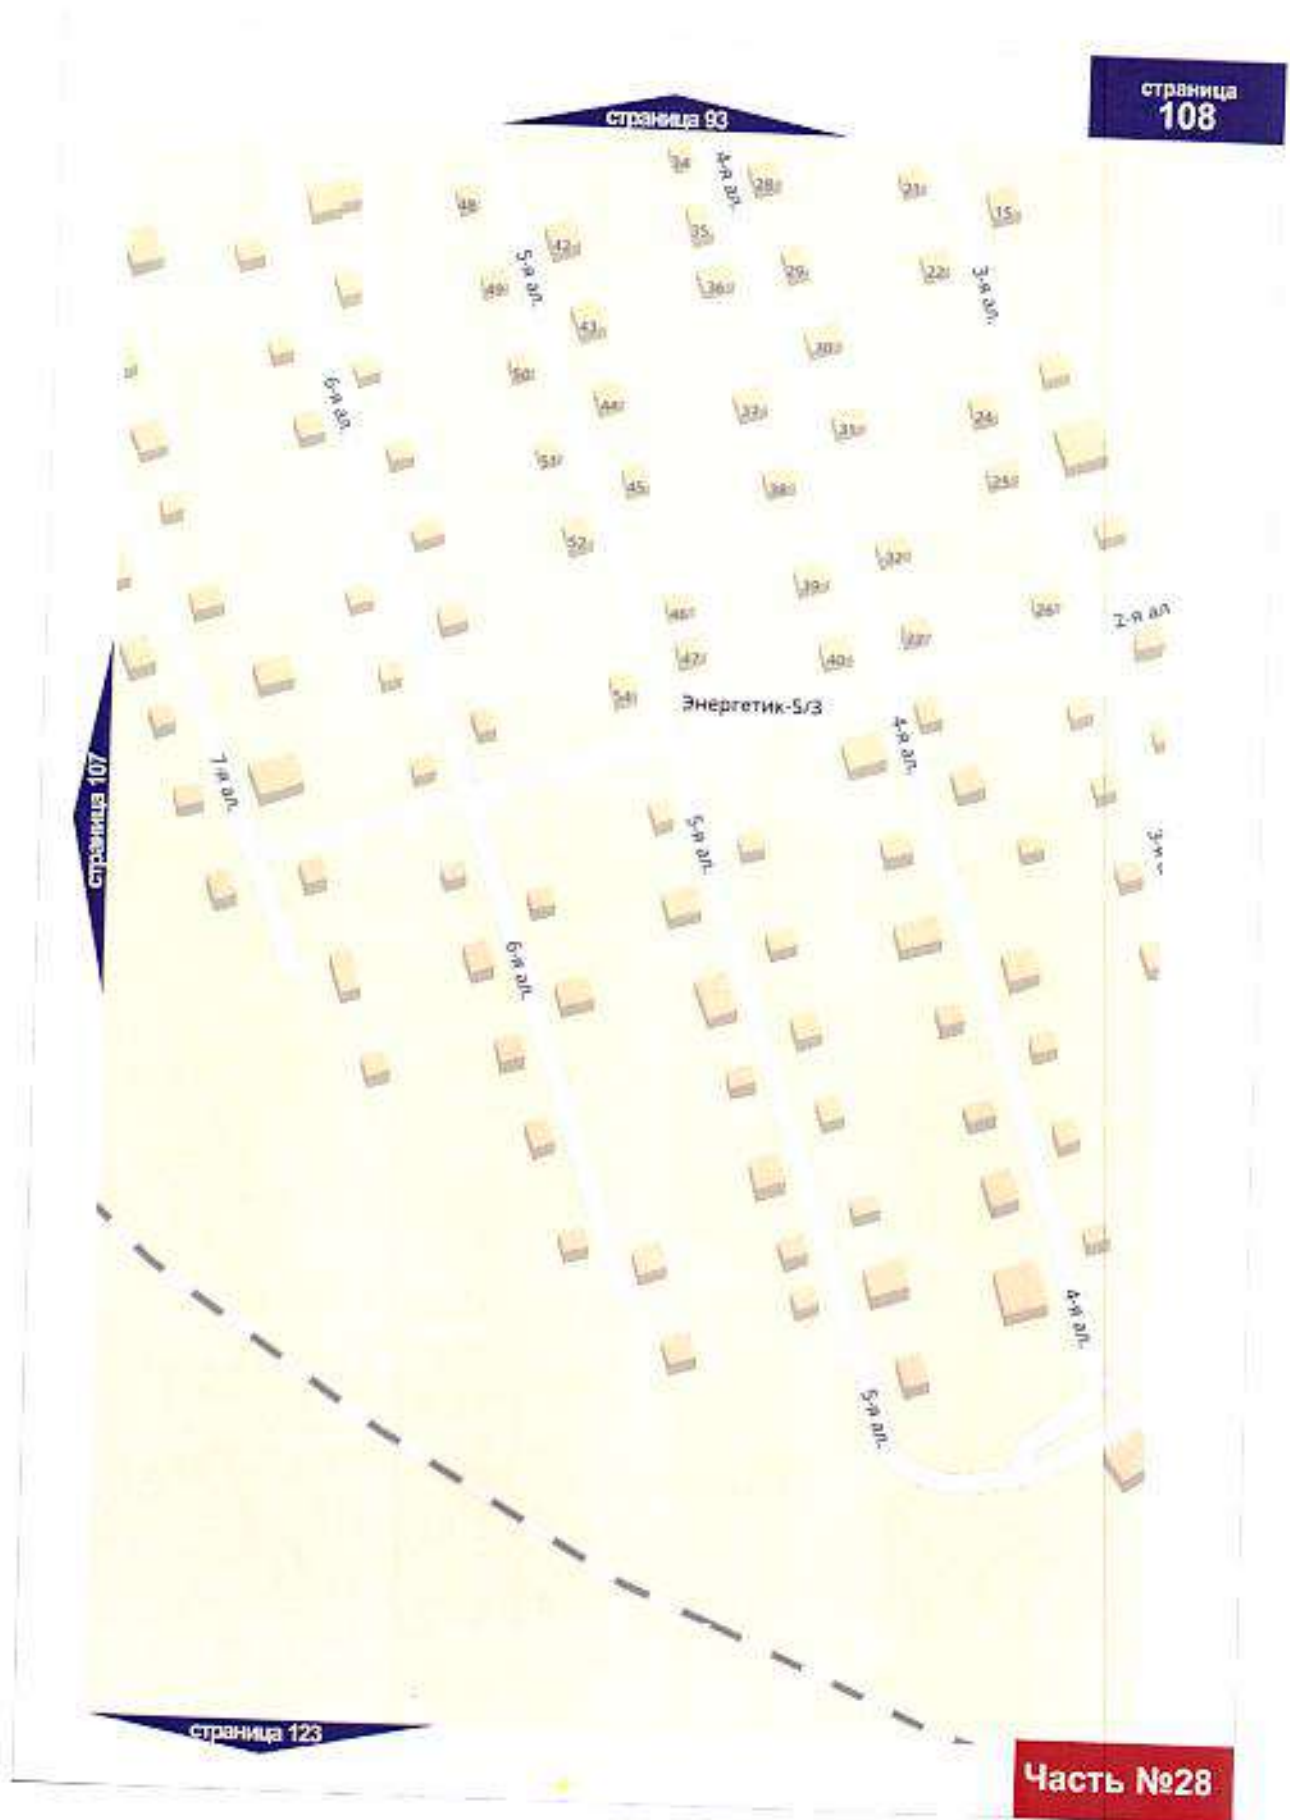 страница
108
страница 93
34
4-я ал.
28
21
15
48
35
42
5-я ал.
49
36
29
22
3-я ал.
43
30
50
6-я ал.
44
37
31
24
51
45
38
25
52
32
39
46
26
2-я ал
47
40
33
54
Энергетик-5/3
4-я ал.
страница 107
7-я ал.
5-я ал.
6-я ал.
4-я ал.
5-я ал.
страница 123
Часть №28